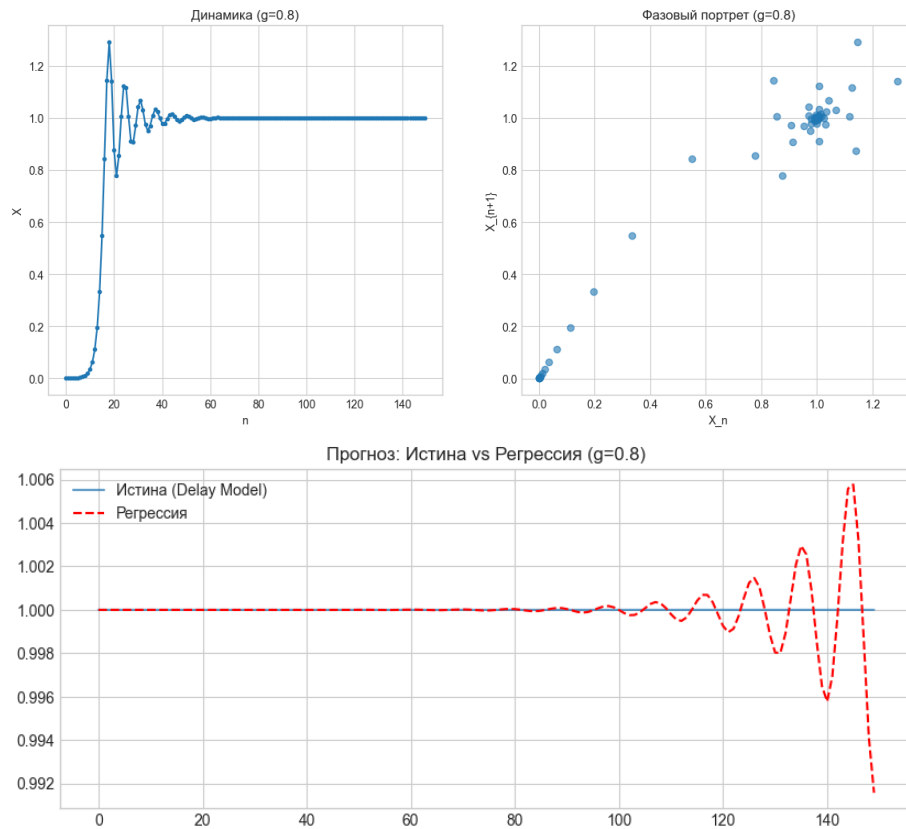 Динамика (g=0.8)
1.2
1.0
0.8
0.6
0.4
0.2
0.0
X
0 20 40 60 80 100 120 140
n
Фазовый портрет (g=0.8)
1.2
1.0
0.8
0.6
0.4
0.2
0.0
X_{n+1}
0.0 0.2 0.4 0.6 0.8 1.0 1.2
X_n
Прогноз: Истина vs Регрессия (g=0.8)
Истина (Delay Model)
Регрессия
1.006
1.004
1.002
1.000
0.998
0.996
0.994
0.992
0 20 40 60 80 100 120 140